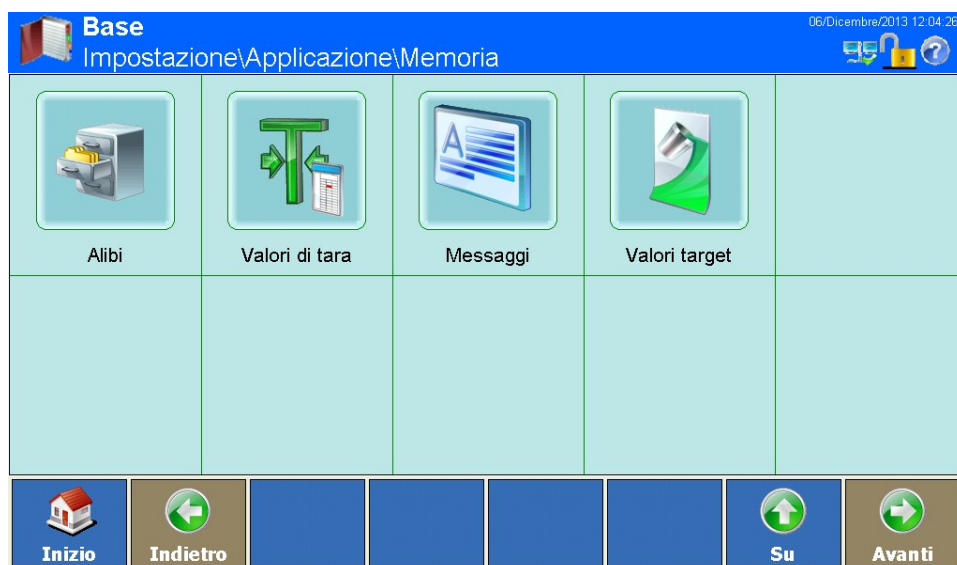 Base
06/Dicembre/2013 12:04:26
Impostazione\Applicazione\Memoria
Alibi
Valori di tara
Messaggi
Valori target
Inizio
Indietro
Su
Avanti